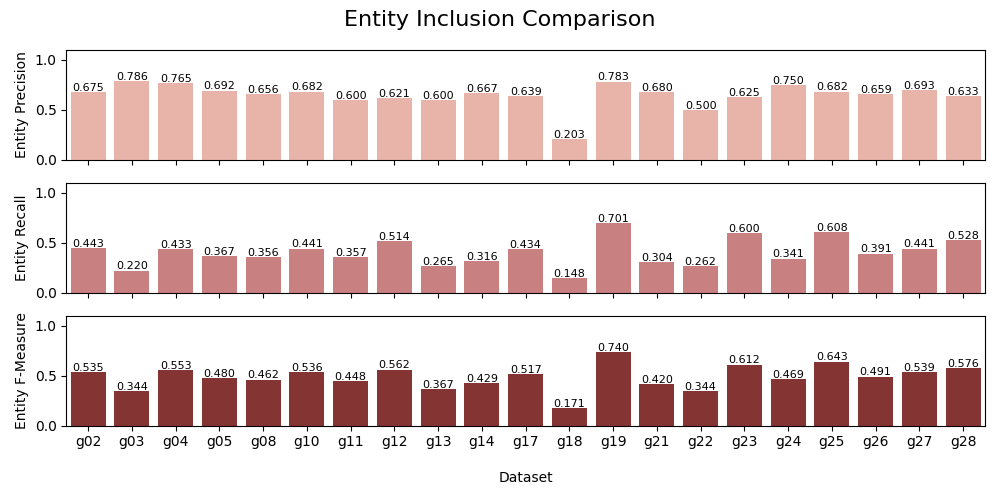 Entity Inclusion Comparison
Entity Precision
1.0
0.5
0.0
0.675 0.786 0.765 0.692 0.656 0.682 0.600 0.621 0.600 0.667 0.639 0.203 0.783 0.680 0.500 0.625 0.750 0.682 0.659 0.693 0.633
Entity Recall
1.0
0.5
0.0
0.443 0.220 0.433 0.367 0.356 0.441 0.357 0.514 0.265 0.316 0.434 0.148 0.701 0.304 0.262 0.600 0.341 0.608 0.391 0.441 0.528
Entity F-Measure
1.0
0.5
0.0
0.535 0.344 0.553 0.480 0.462 0.536 0.448 0.562 0.367 0.429 0.517 0.171 0.740 0.420 0.344 0.612 0.469 0.643 0.491 0.539 0.576
g02 g03 g04 g05 g08 g10 g11 g12 g13 g14 g17 g18 g19 g21 g22 g23 g24 g25 g26 g27 g28
Dataset